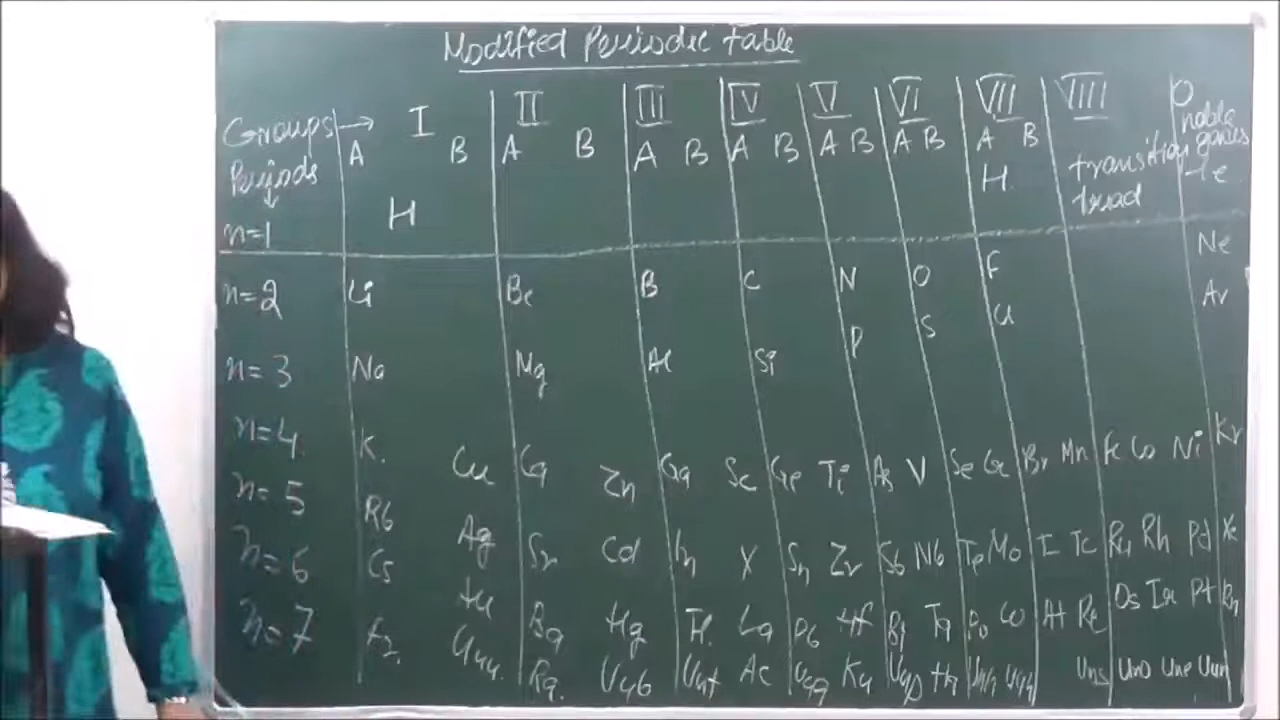 Modified Periodic table
Groups → I II III IV V VI VII VIII O
Periods A B A B A B A B A B A B A B transition noble gases
↓ triad
n=1 H H He
n=2 Li Be B C N O F Ne
n=3 Na Mg Al Si P S Cl Ar
n=4 K Cu Ca Zn Ga Sc Ge Ti As V Se Cr Br Mn Fe Co Ni Kr
n=5 Rb Ag Sr Cd In Y Sn Zr Sb Nb Te Mo I Tc Ru Rh Pd Xe
n=6 Cs Ba Hg Tl La Pb Hf Bi Ta Po W At Re Os Ir Pt Rn
n=7 Fr Uuu Ra Uub Uut Ac Uuq Ku Uup Ha Uuh Unh Uns Uno Une Uun